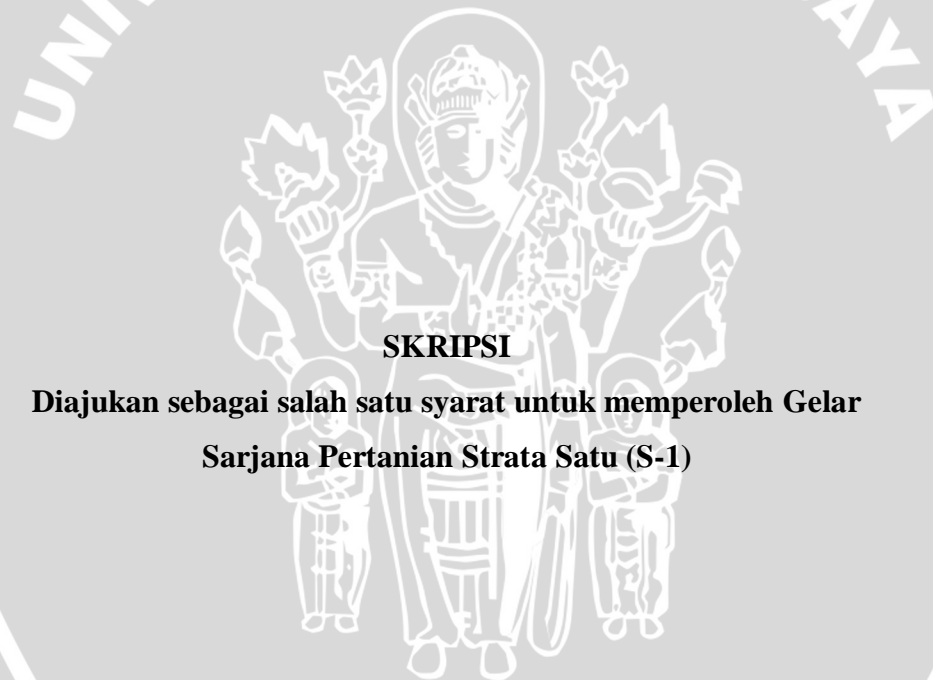 SKRIPSI
Diajukan sebagai salah satu syarat untuk memperoleh Gelar
Sarjana Pertanian Strata Satu (S-1)